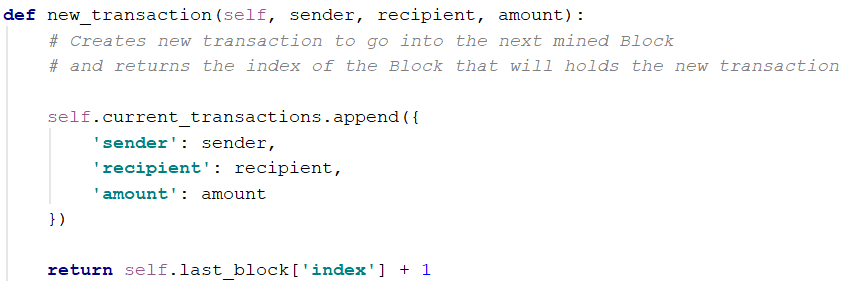 def new_transaction(self, sender, recipient, amount):
    # Creates new transaction to go into the next mined Block
    # and returns the index of the Block that will holds the new transaction
    self.current_transactions.append({
        'sender': sender,
        'recipient': recipient,
        'amount': amount
    })
    return self.last_block['index'] + 1